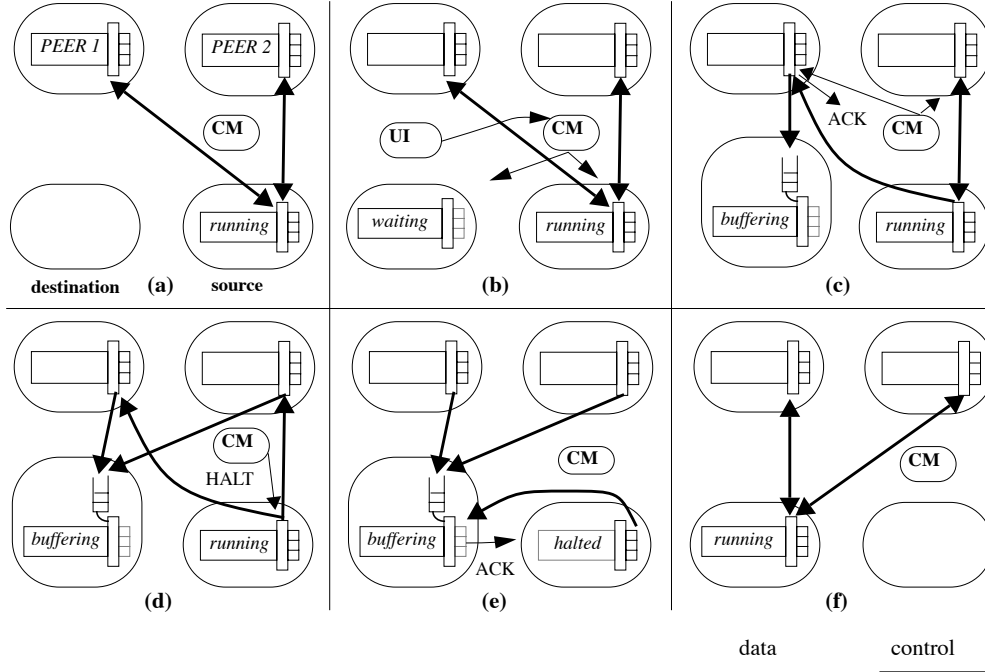 PEER 1
PEER 2
CM
running
destination
(a)
source
UI
CM
waiting
running
(b)
ACK
CM
buffering
running
(c)
CM
HALT
buffering
running
(d)
CM
buffering
halted
ACK
(e)
CM
running
(f)
data
control